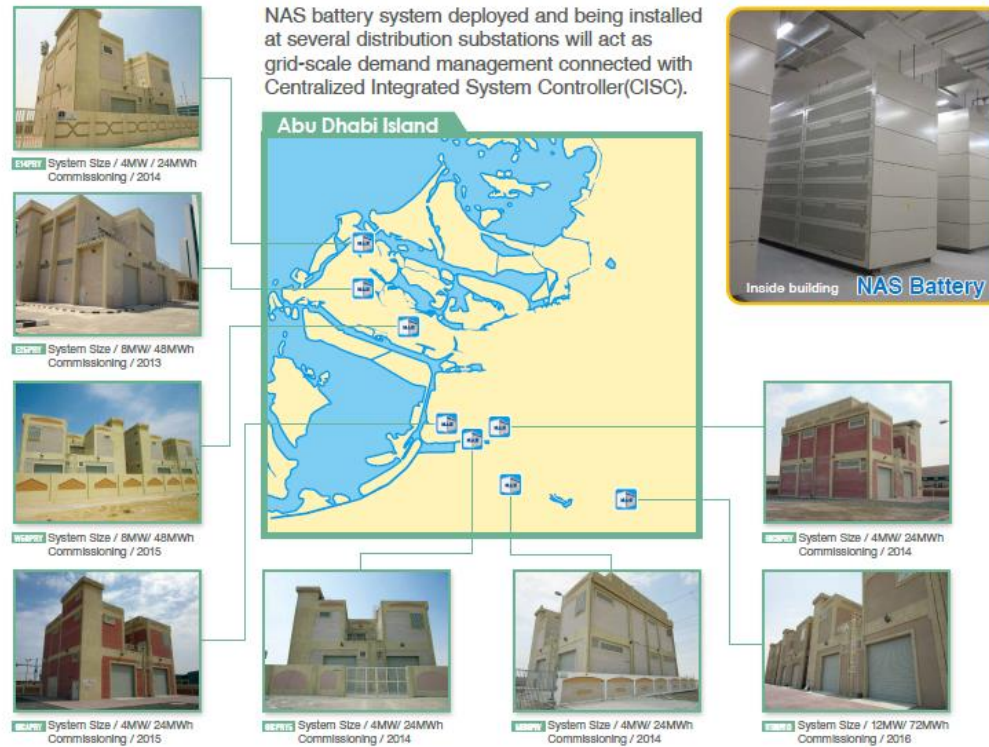 NAS battery system deployed and being installed
at several distribution substations will act as
grid-scale demand management connected with
Centralized Integrated System Controller(CISC).
Abu Dhabi Island
Inside building NAS Battery
System Size / 4MW / 24MWh
Commissioning / 2014
System Size / 8MW/ 48MWh
Commissioning / 2013
System Size / 8MW/ 48MWh
Commissioning / 2015
System Size / 4MW/ 24MWh
Commissioning / 2015
System Size / 4MW/ 24MWh
Commissioning / 2014
System Size / 4MW/ 24MWh
Commissioning / 2014
System Size / 4MW/ 24MWh
Commissioning / 2014
System Size / 12MW/ 72MWh
Commissioning / 2016